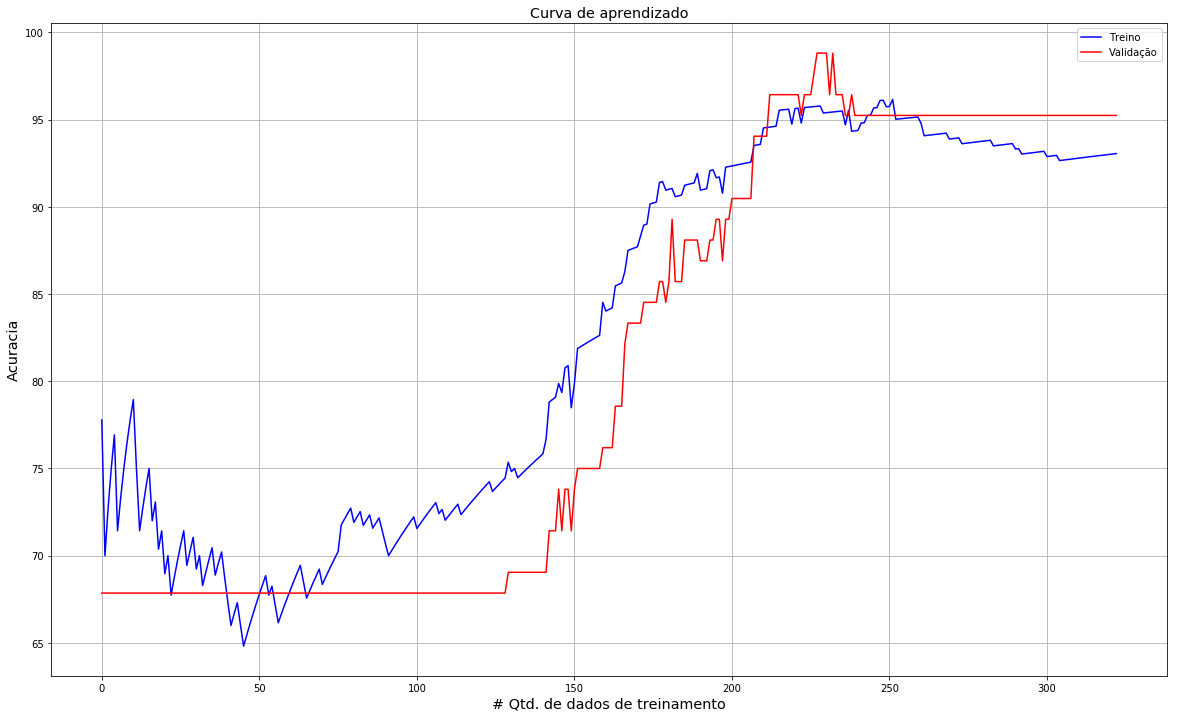 Curva de aprendizado
Treino
Validação
Acuracia
100
95
90
85
80
75
70
65
0 50 100 150 200 250 300
# Qtd. de dados de treinamento